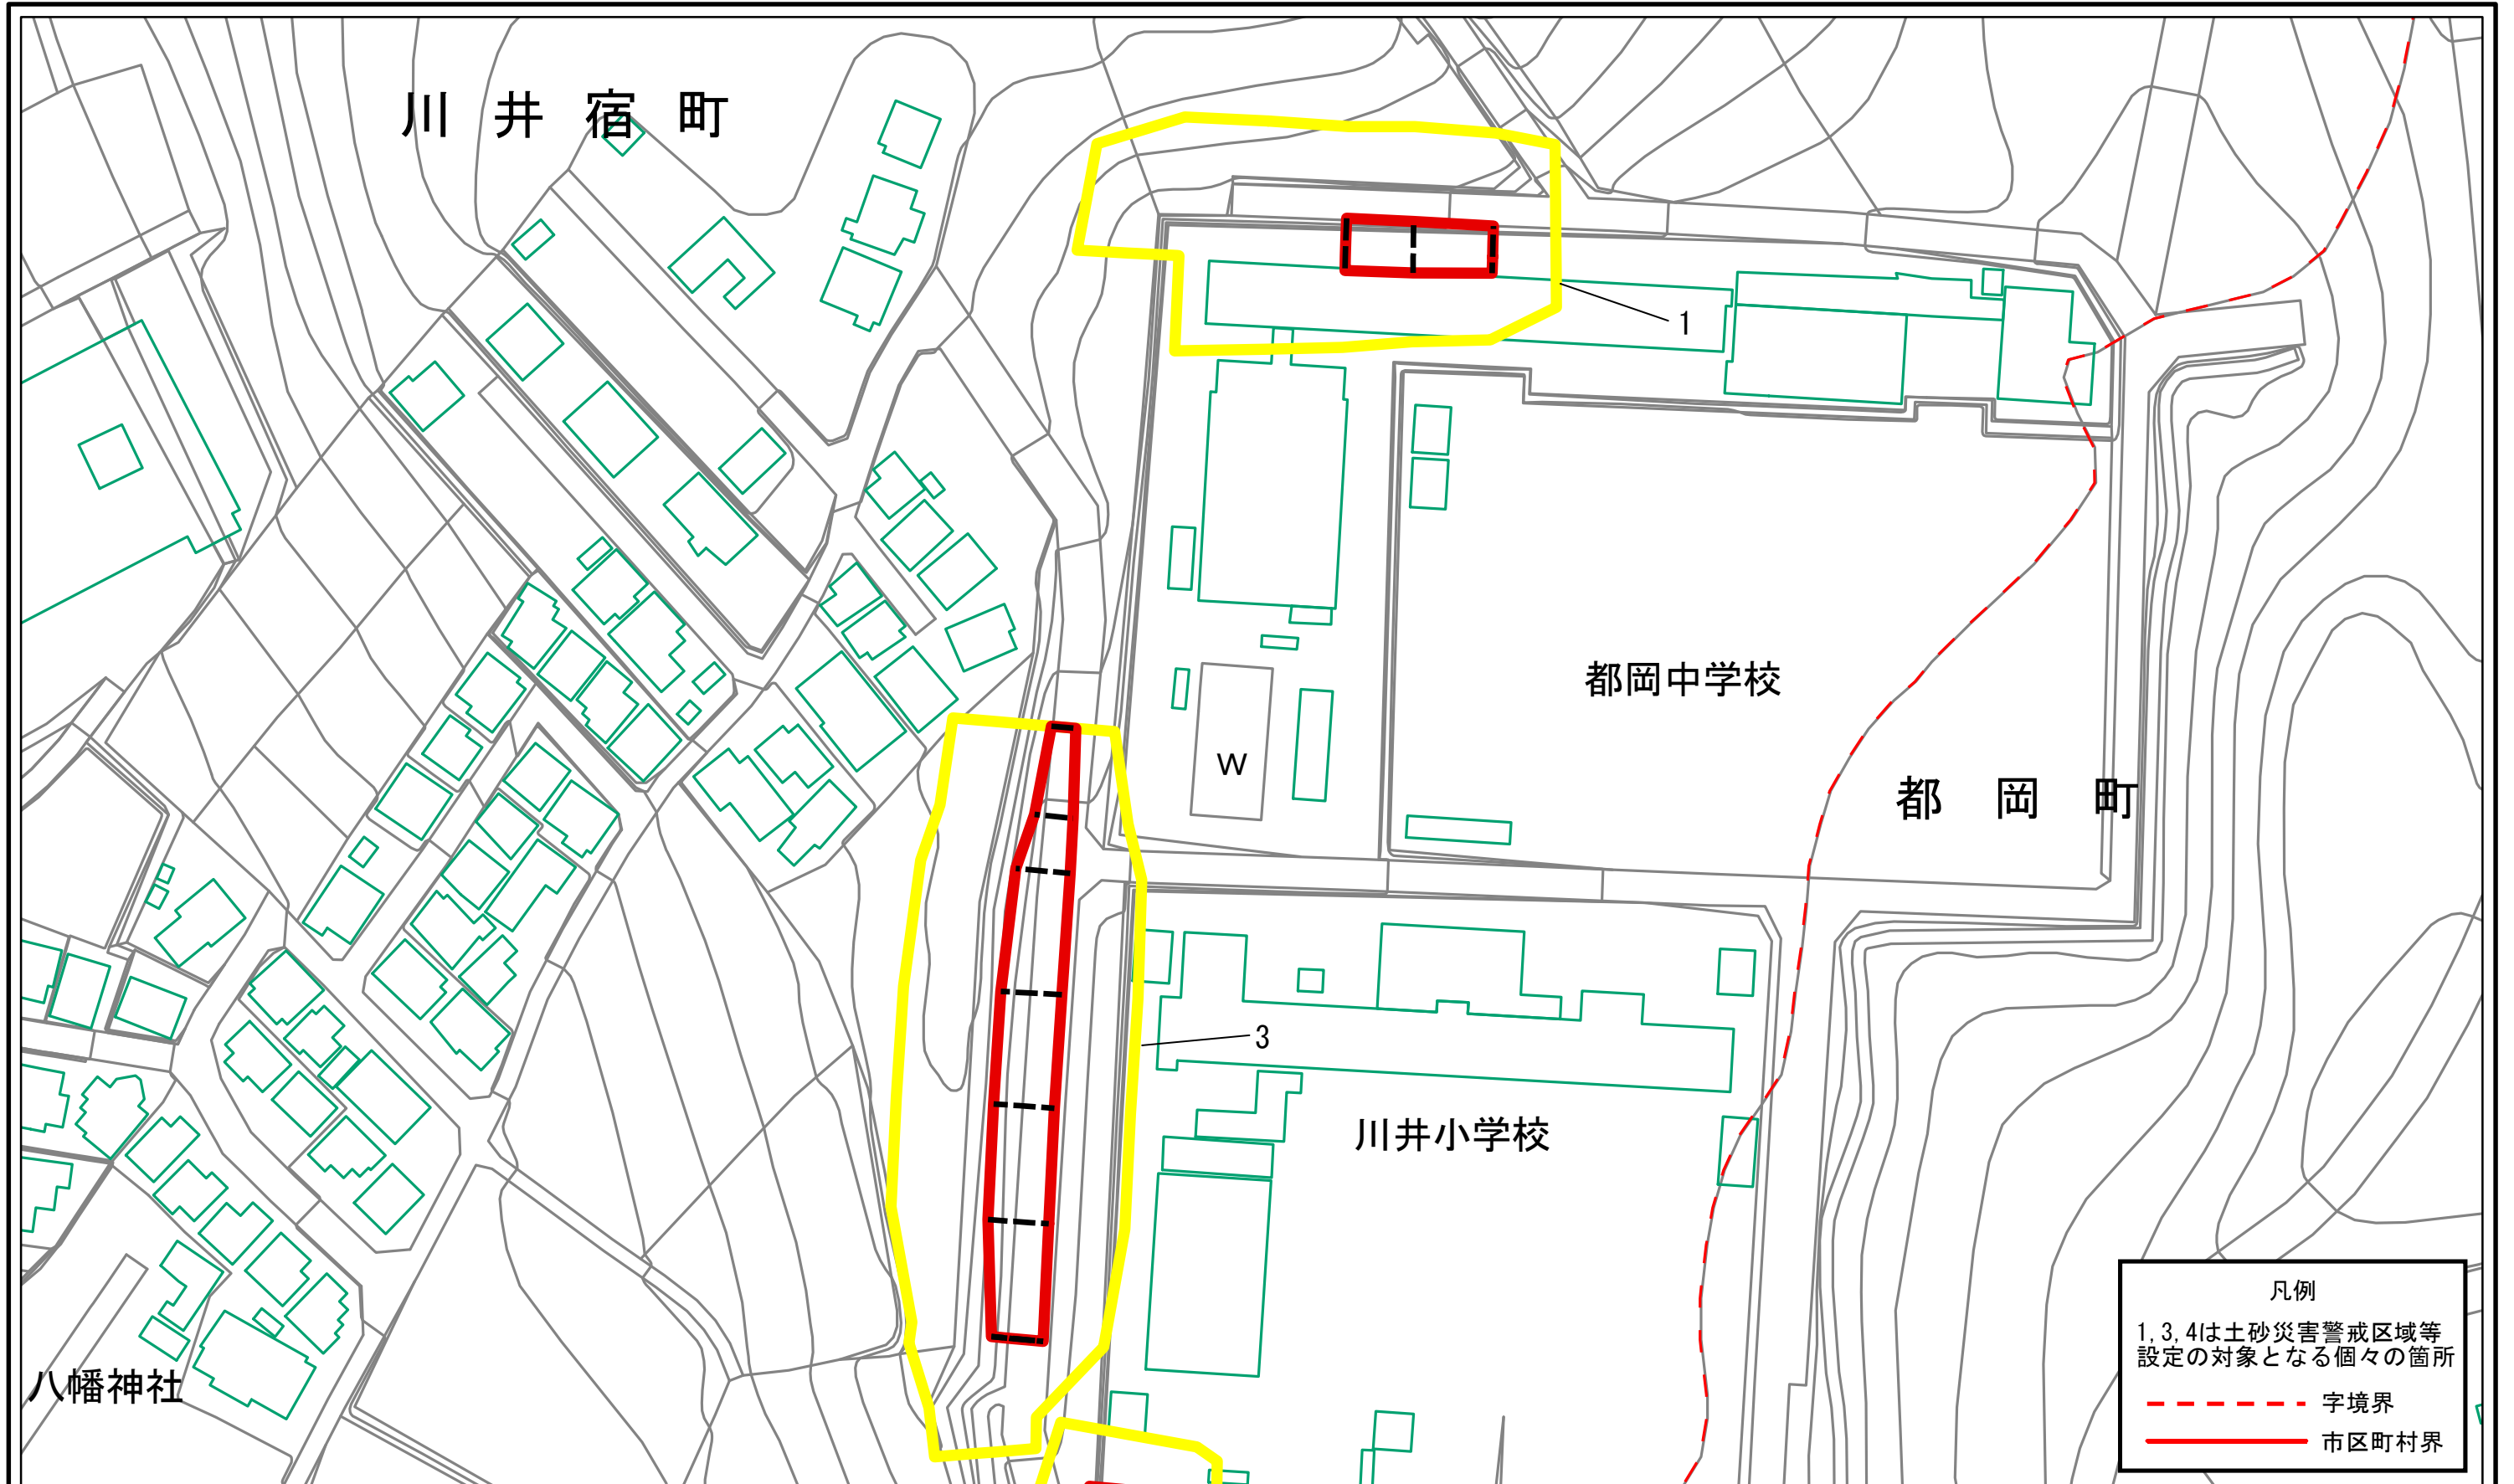 川井宿町
1
都岡中学校
W
都岡町
3
川井小学校
八幡神社
凡例
1,3,4は土砂災害警戒区域等
設定の対象となる個々の箇所
字境界
市区町村界